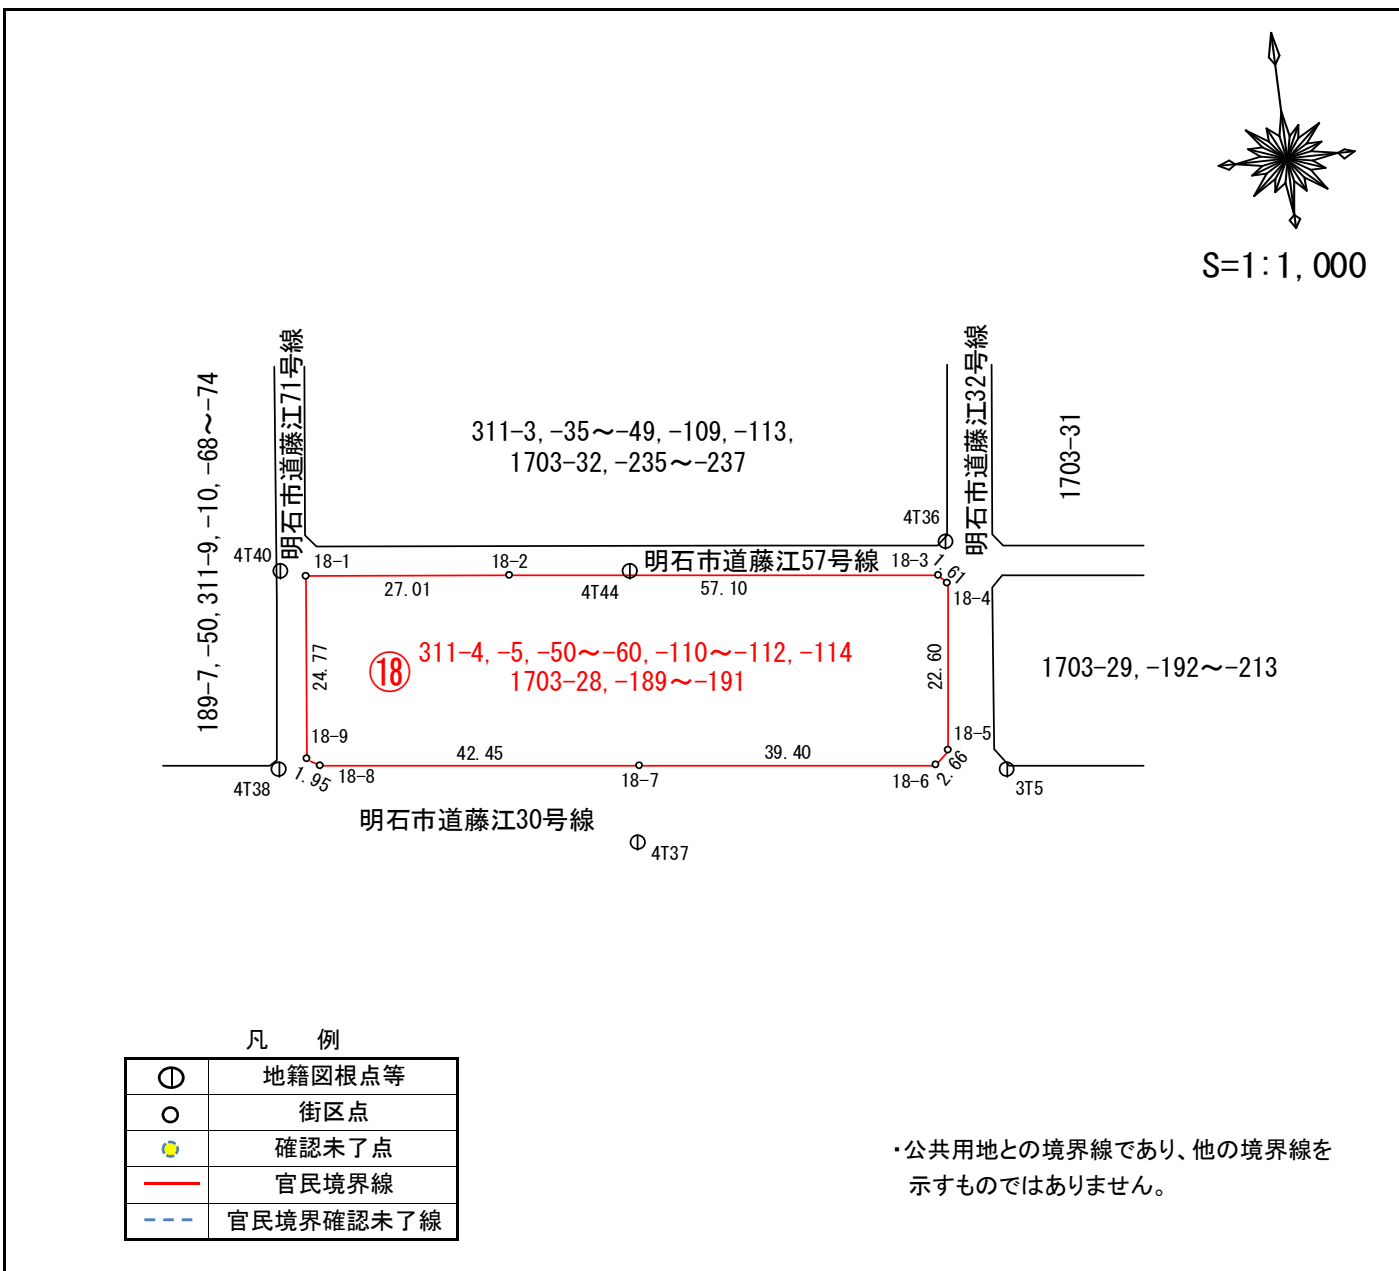 S=1:1,000
明石市道藤江71号線
明石市道藤江32号線
189-7,-50,311-9,-10,-68～-74
311-3,-35～-49,-109,-113,
1703-32,-235～-237
1703-31
4T36
4T40
18-1
18-2
明石市道藤江57号線
18-3
1.61
27.01
4T44
57.10
18-4
24.77
⑱
311-4,-5,-50～-60,-110～-112,-114
1703-28,-189～-191
22.60
1703-29,-192～-213
18-9
42.45
39.40
18-5
1.95
18-8
18-7
18-6
2.66
4T38
3T5
明石市道藤江30号線
4T37
凡 例
地籍図根点等
街区点
確認未了点
官民境界線
官民境界確認未了線
・公共用地との境界線であり、他の境界線を
示すものではありません。